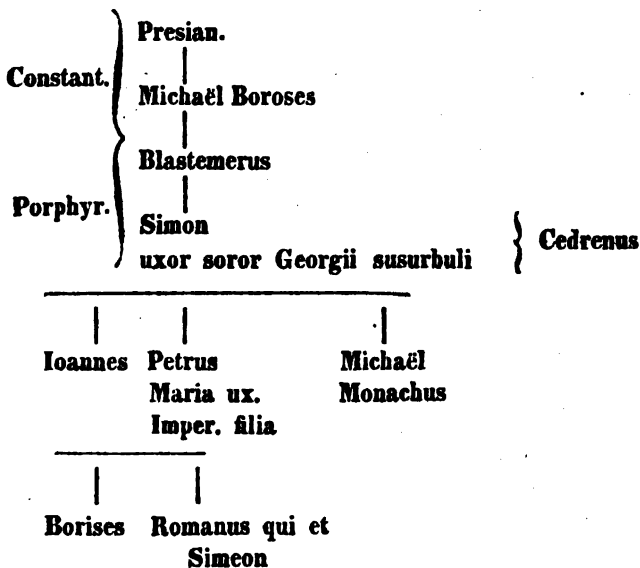 Presian.
Constant.
Michaël Boroses
Blastemerus
Porphyr.
Simon
uxor soror Georgii susurbuli
Cedrenus
Ioannes Petrus Michaël
Maria ux. Monachus
Imper. filia
Borises Romanus qui et
Simeon